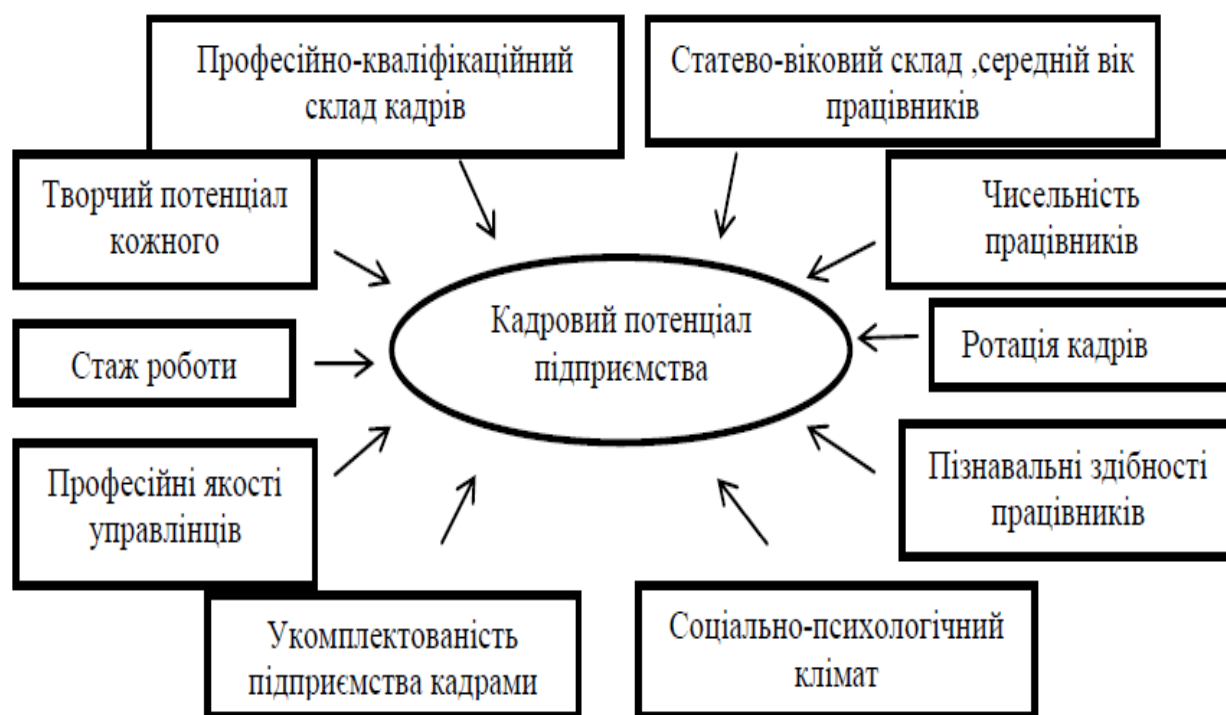 Професійно-кваліфікаційний
склад кадрів
Статево-віковий склад ,середній вік
працівників
Творчий потенціал
кожного
Чисельність
працівників
Кадровий потенціал
підприємства
Стаж роботи
Ротація кадрів
Професійні якості
управлінців
Пізнавальні здібності
працівників
Укомплектованість
підприємства кадрами
Соціально-психологічний
клімат